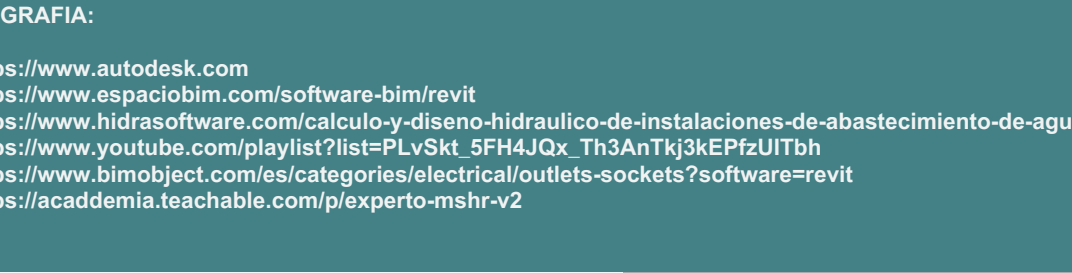 GRAFIA:
ps://www.autodesk.com
ps://www.espaciobim.com/software-bim/revit
ps://www.hidrasoftware.com/calculo-y-diseno-hidraulico-de-instalaciones-de-abastecimiento-de-agu
ps://www.youtube.com/playlist?list=PLvSkt_5FH4JQx_Th3AnTkj3kEPfzUITbh
ps://www.bimobject.com/es/categories/electrical/outlets-sockets?software=revit
ps://acaddemia.teachable.com/p/experto-mshr-v2